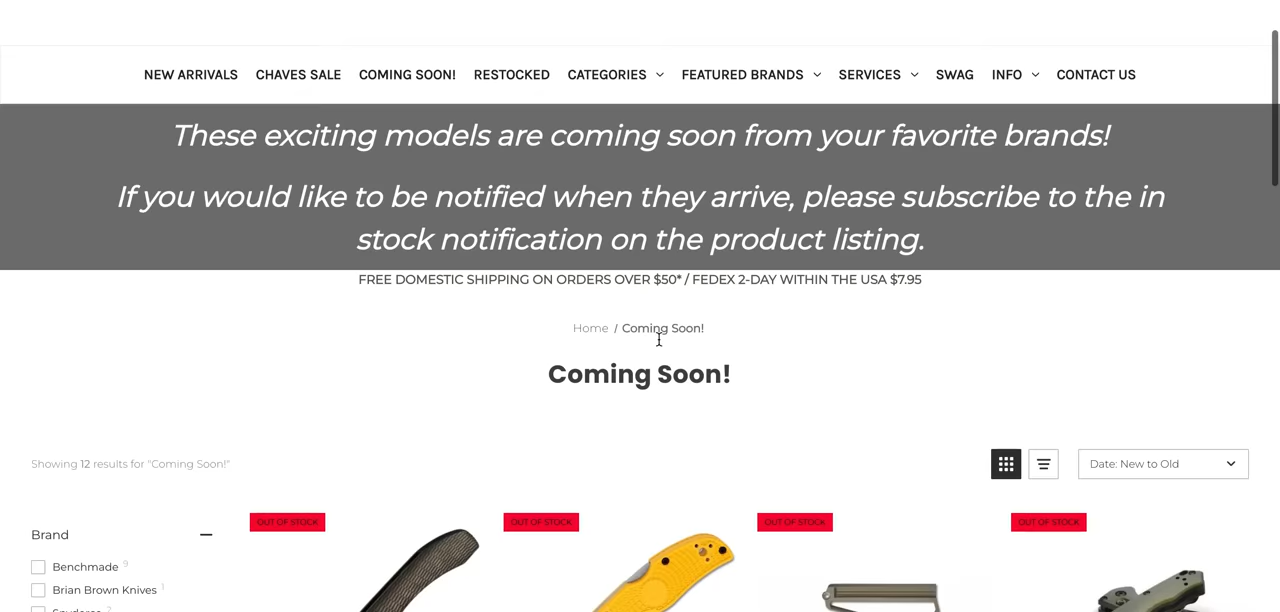 NEW ARRIVALS CHAVES SALE COMING SOON! RESTOCKED CATEGORIES FEATURED BRANDS SERVICES SWAG INFO CONTACT US
These exciting models are coming soon from your favorite brands!
If you would like to be notified when they arrive, please subscribe to the in
stock notification on the product listing.
FREE DOMESTIC SHIPPING ON ORDERS OVER $50* / FEDEX 2-DAY WITHIN THE USA $7.95
Home / Coming Soon!
Coming Soon!
Showing 12 results for "Coming Soon!"
Date: New to Old
OUT OF STOCK OUT OF STOCK OUT OF STOCK OUT OF STOCK
Brand
Benchmade 9
Brian Brown Knives 1
Spyderco 2